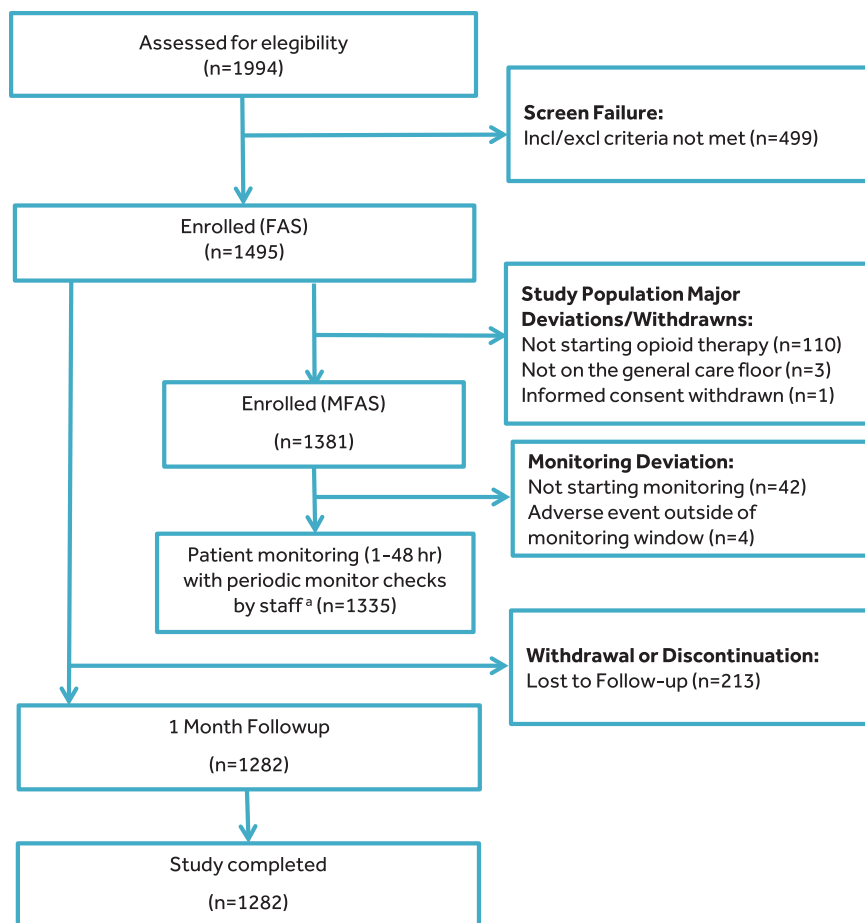 Assessed for elegibility
(n=1994)
Screen Failure:
Incl/excl criteria not met (n=499)
Enrolled (FAS)
(n=1495)
Study Population Major
Deviations/Withdrawns:
Not starting opioid therapy (n=110)
Not on the general care floor (n=3)
Informed consent withdrawn (n=1)
Enrolled (MFAS)
(n=1381)
Monitoring Deviation:
Not starting monitoring (n=42)
Adverse event outside of
monitoring window (n=4)
Patient monitoring (1-48 hr)
with periodic monitor checks
by staff a (n=1335)
Withdrawal or Discontinuation:
Lost to Follow-up (n=213)
1 Month Followup
(n=1282)
Study completed
(n=1282)